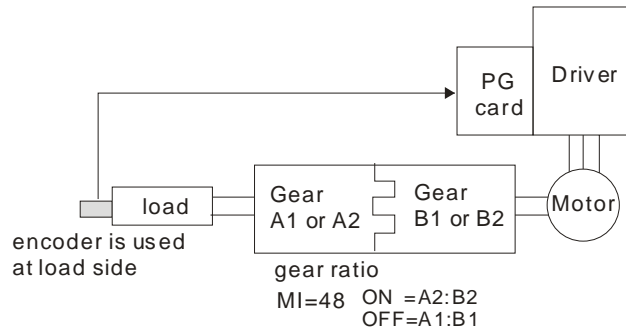 PG
card
Driver
load
Gear
A1 or A2
Gear
B1 or B2
Motor
encoder is used
at load side
gear ratio
MI=48 ON =A2:B2
OFF=A1:B1